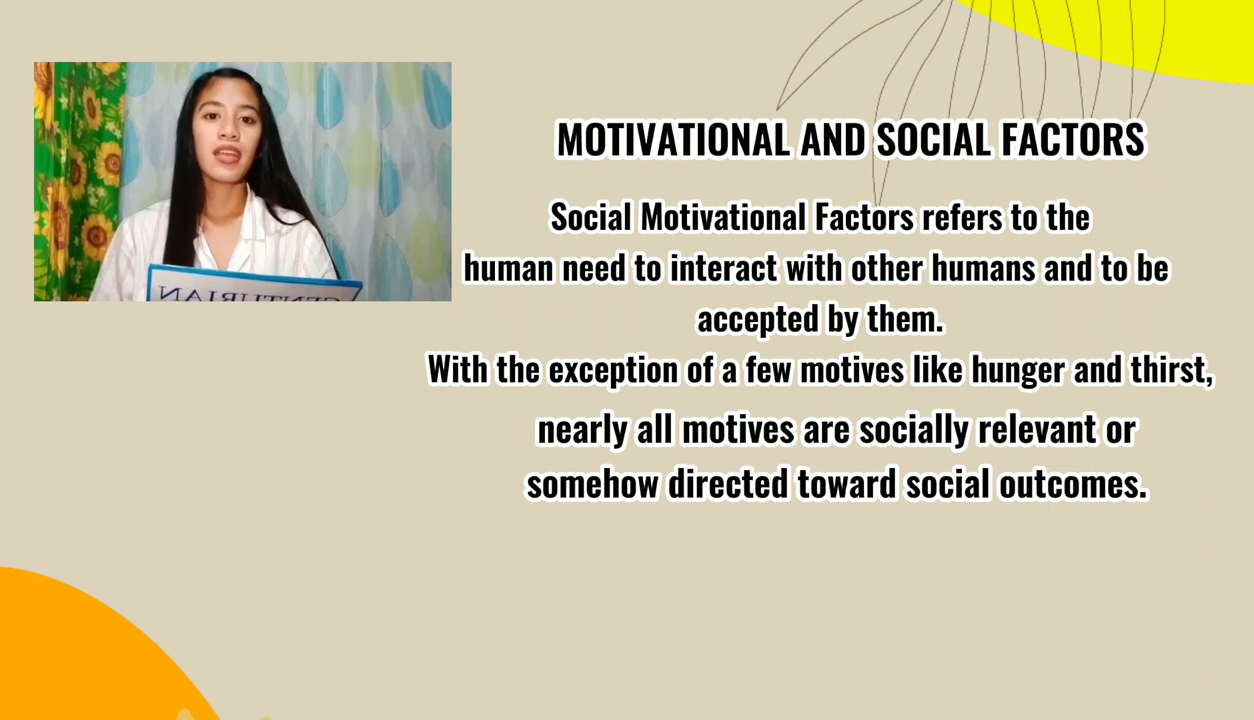 MOTIVATIONAL AND SOCIAL FACTORS
Social Motivational Factors refers to the
human need to interact with other humans and to be
accepted by them.
With the exception of a few motives like hunger and thirst,
nearly all motives are socially relevant or
somehow directed toward social outcomes.